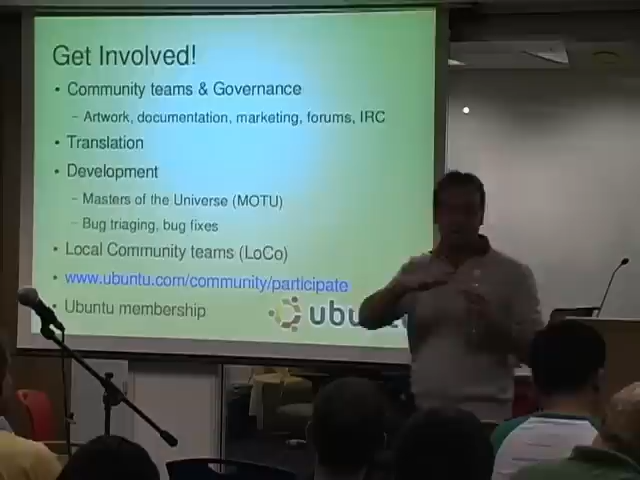 Get Involved!
• Community teams & Governance
– Artwork, documentation, marketing, forums, IRC
• Translation
• Development
– Masters of the Universe (MOTU)
– Bug triaging, bug fixes
• Local Community teams (LoCo)
• www.ubuntu.com/community/participate
• Ubuntu membership